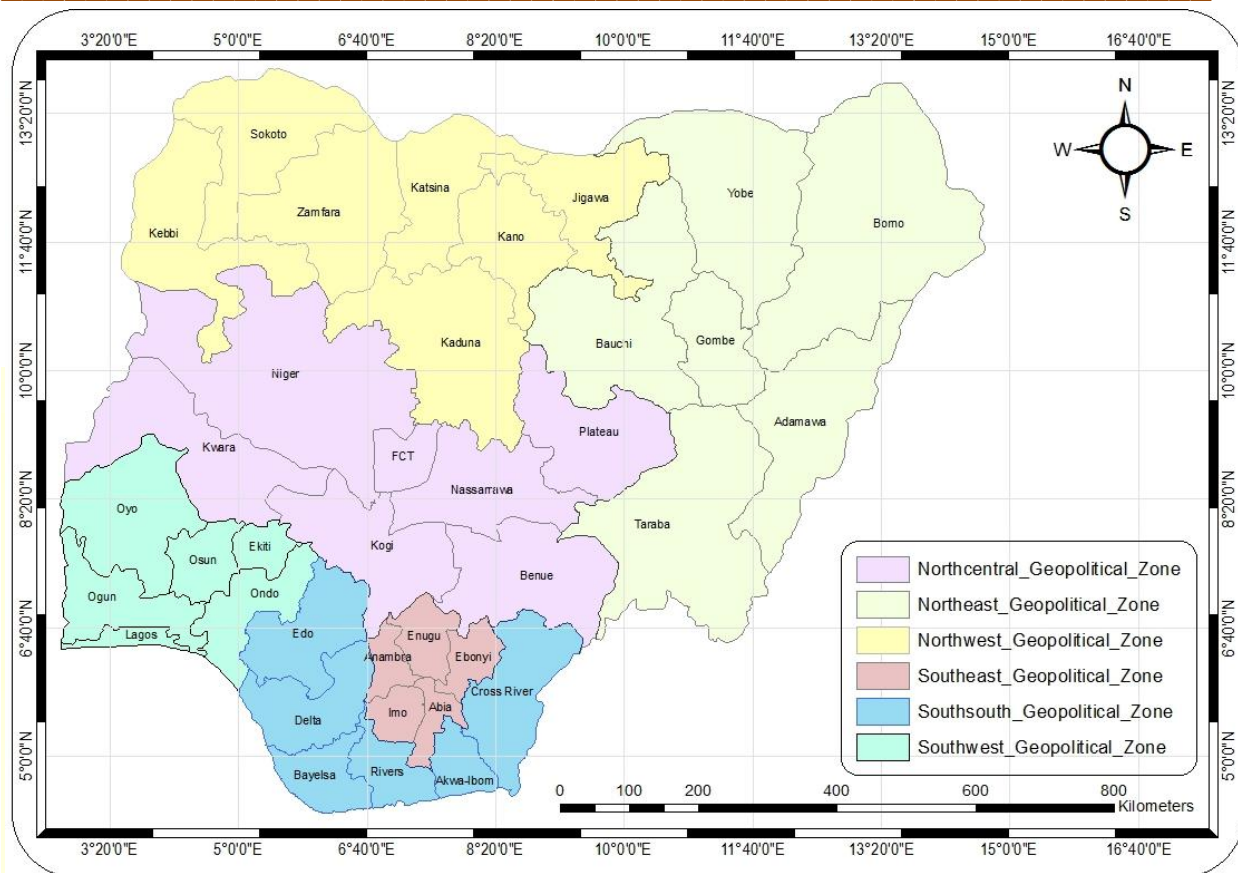 3°20'0"E 5°0'0"E 6°40'0"E 8°20'0"E 10°0'0"E 11°40'0"E 13°20'0"E 15°0'0"E 16°40'0"E
N
W E
S
13°20'0"N
11°40'0"N
10°0'0"N
8°20'0"N
6°40'0"N
5°0'0"N
13°20'0"N
11°40'0"N
10°0'0"N
8°20'0"N
6°40'0"N
5°0'0"N
Sokoto
Katsina
Jigawa
Yobe
Borno
Zamfara
Kebbi
Kano
Kaduna
Bauchi
Gombe
Niger
Adamawa
Plateau
Kwara
FCT
Nassarrawa
Oyo
Taraba
Osun
Ekiti
Kogi
Benue
Ogun
Ondo
Lagos
Edo
Enugu
Anambra
Ebonyi
Cross River
Imo
Abia
Delta
Bayelsa
Rivers
Akwa-Ibom
Northcentral_Geopolitical_Zone
Northeast_Geopolitical_Zone
Northwest_Geopolitical_Zone
Southeast_Geopolitical_Zone
Southsouth_Geopolitical_Zone
Southwest_Geopolitical_Zone
0 100 200 400 600 800
Kilometers
3°20'0"E 5°0'0"E 6°40'0"E 8°20'0"E 10°0'0"E 11°40'0"E 13°20'0"E 15°0'0"E 16°40'0"E